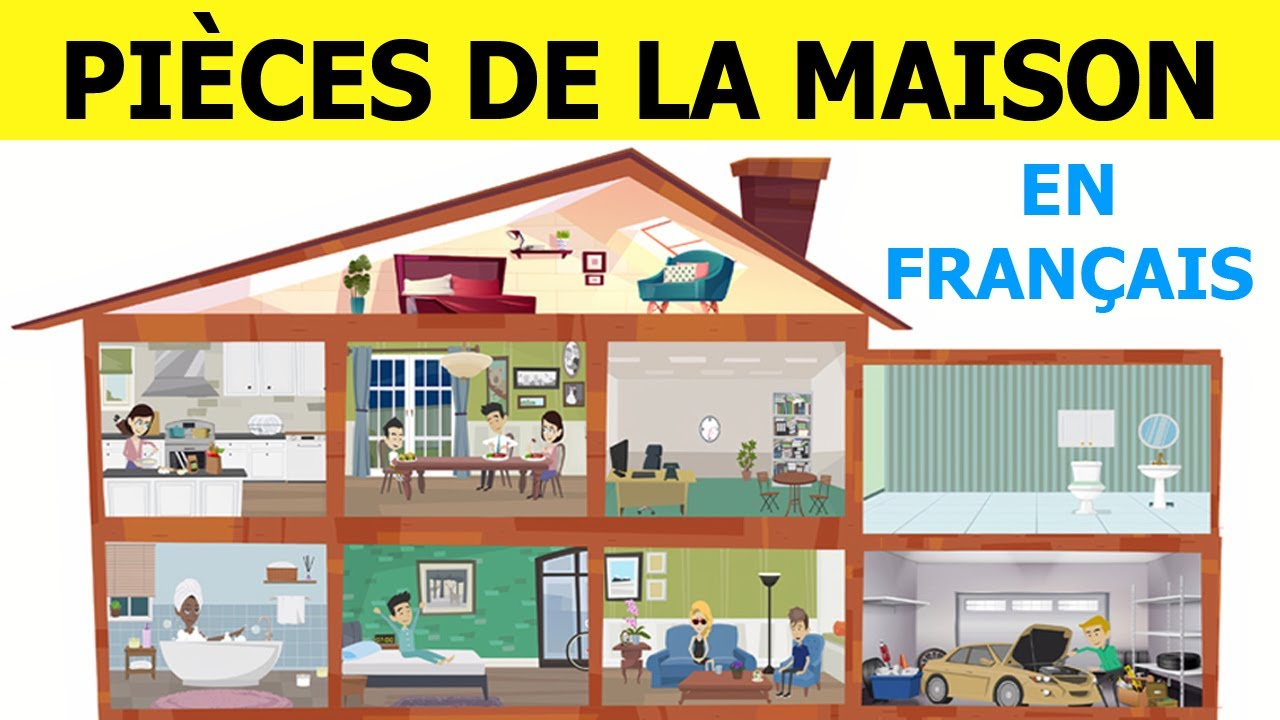 PIÈCES DE LA MAISON
EN
FRANÇAIS